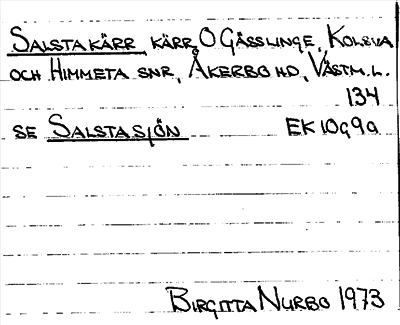 SALSTAKÄRR, KÄRR O GÄSSLINGE, KOLSVA
OCH HIMMETA SNR, ÅKERBO HD, VÄSTM.L.
134
SE SALSTASJÖN EK 10G9a
BIRGITTA NURBO 1973